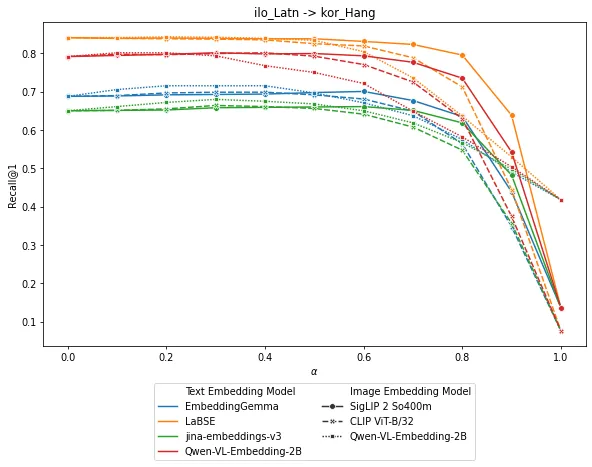 ilo_Latn -> kor_Hang
Recall@1
0.8
0.7
0.6
0.5
0.4
0.3
0.2
0.1
0.0 0.2 0.4 0.6 0.8 1.0
α
Text Embedding Model Image Embedding Model
EmbeddingGemma SigLIP 2 So400m
LaBSE CLIP ViT-B/32
jina-embeddings-v3 Qwen-VL-Embedding-2B
Qwen-VL-Embedding-2B